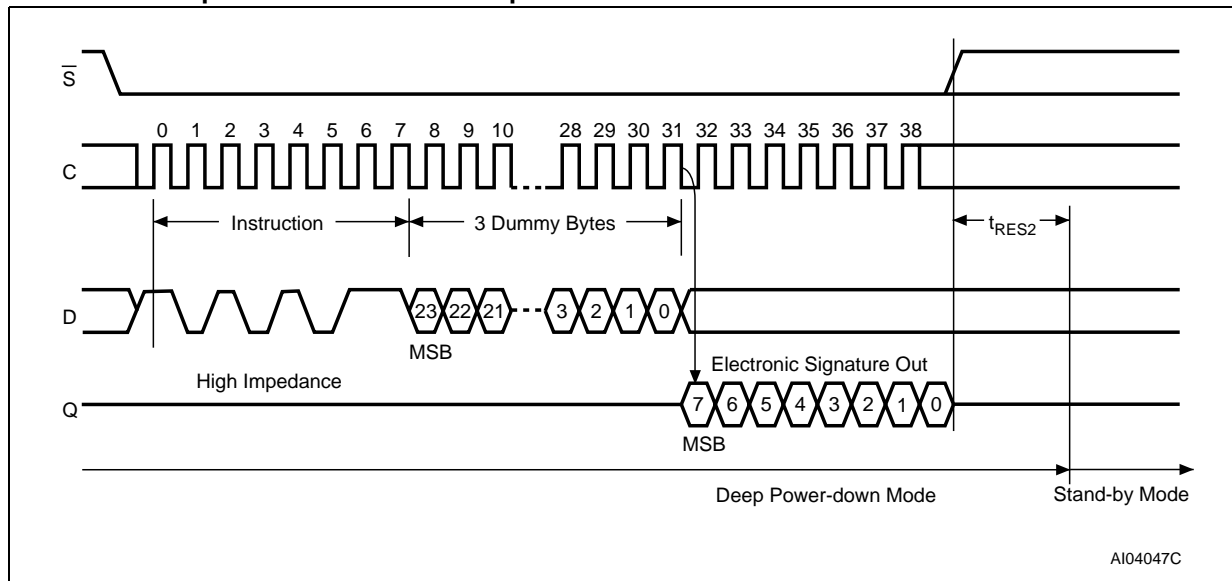 S
0 1 2 3 4 5 6 7 8 9 10 28 29 30 31 32 33 34 35 36 37 38
C
Instruction 3 Dummy Bytes tRES2
D 23 22 21 3 2 1 0
MSB
High Impedance Electronic Signature Out
Q 7 6 5 4 3 2 1 0
MSB
Deep Power-down Mode Stand-by Mode
AI04047C